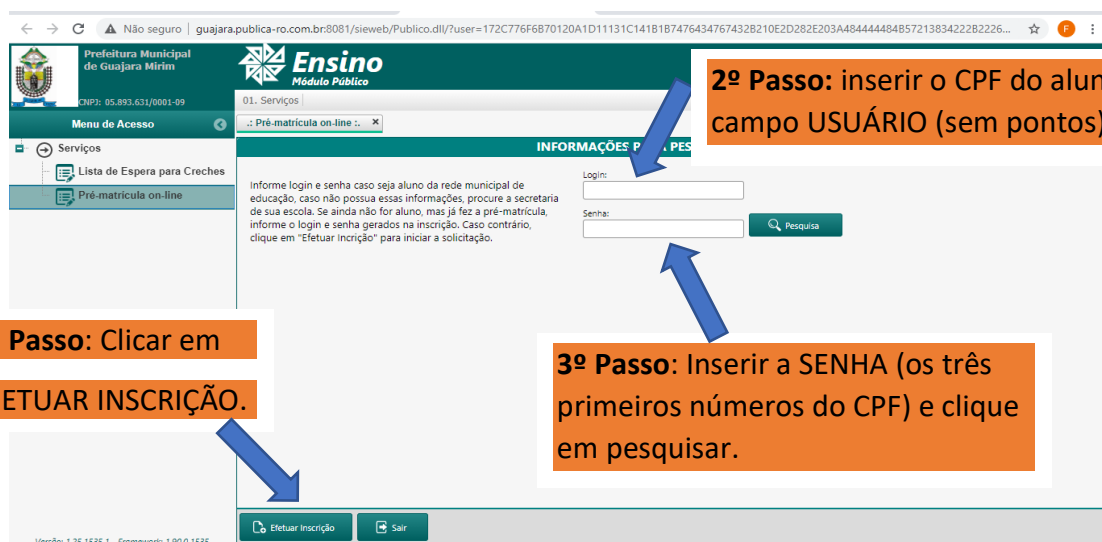 Não seguro | guajara.publica-ro.com.br:8081/sieweb/Publico.dll/?user=172C776F6B70120A1D11131C141B1B74764347674​32B210E2D282E203A484444484B57213834222B2226...
F
Prefeitura Municipal
de Guajara Mirim
CNPJ: 05.893.631/0001-09
Ensino
Módulo Público
2º Passo: inserir o CPF do alun
campo USUÁRIO (sem pontos)
01. Serviços
Menu de Acesso
.: Pré-matrícula on-line :. ×
Serviços
Lista de Espera para Creches
Pré-matrícula on-line
INFORMAÇÕES P PES
Informe login e senha caso seja aluno da rede municipal de
educação, caso não possua essas informações, procure a secretaria
de sua escola. Se ainda não for aluno, mas já fez a pré-matrícula,
informe o login e senha gerados na inscrição. Caso contrário,
clique em "Efetuar Incrição" para iniciar a solicitação.
Login:
Senha:
Pesquisa
Passo: Clicar em
ETUAR INSCRIÇÃO.
3º Passo: Inserir a SENHA (os três
primeiros números do CPF) e clique
em pesquisar.
Efetuar Inscrição
Sair